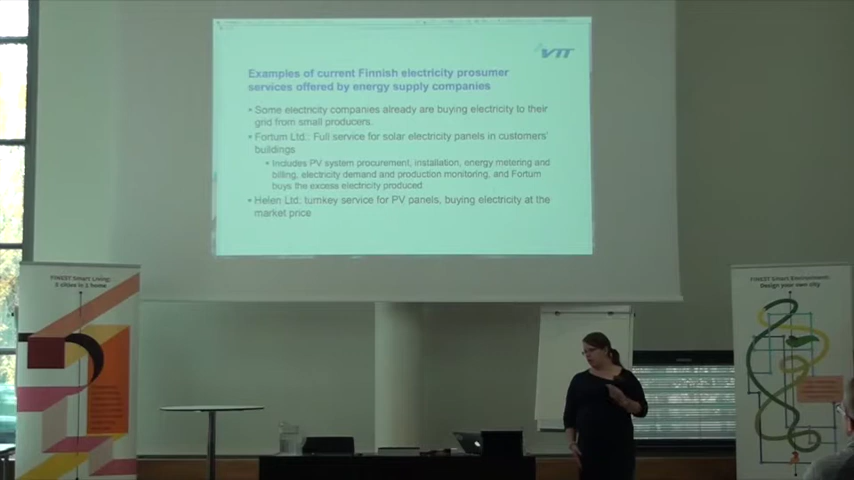 VTT
Examples of current Finnish electricity prosumer
services offered by energy supply companies
• Some electricity companies already are buying electricity to their
grid from small producers.
• Fortum Ltd.: Full service for solar electricity panels in customers'
buildings
• Includes PV system procurement, installation, energy metering and
billing, electricity demand and production monitoring, and Fortum
buys the excess electricity produced
• Helen Ltd: turnkey service for PV panels, buying electricity at the
market price
FINEST Smart Living:
2 cities in 1 home
FINEST Smart Environment:
Design your own city